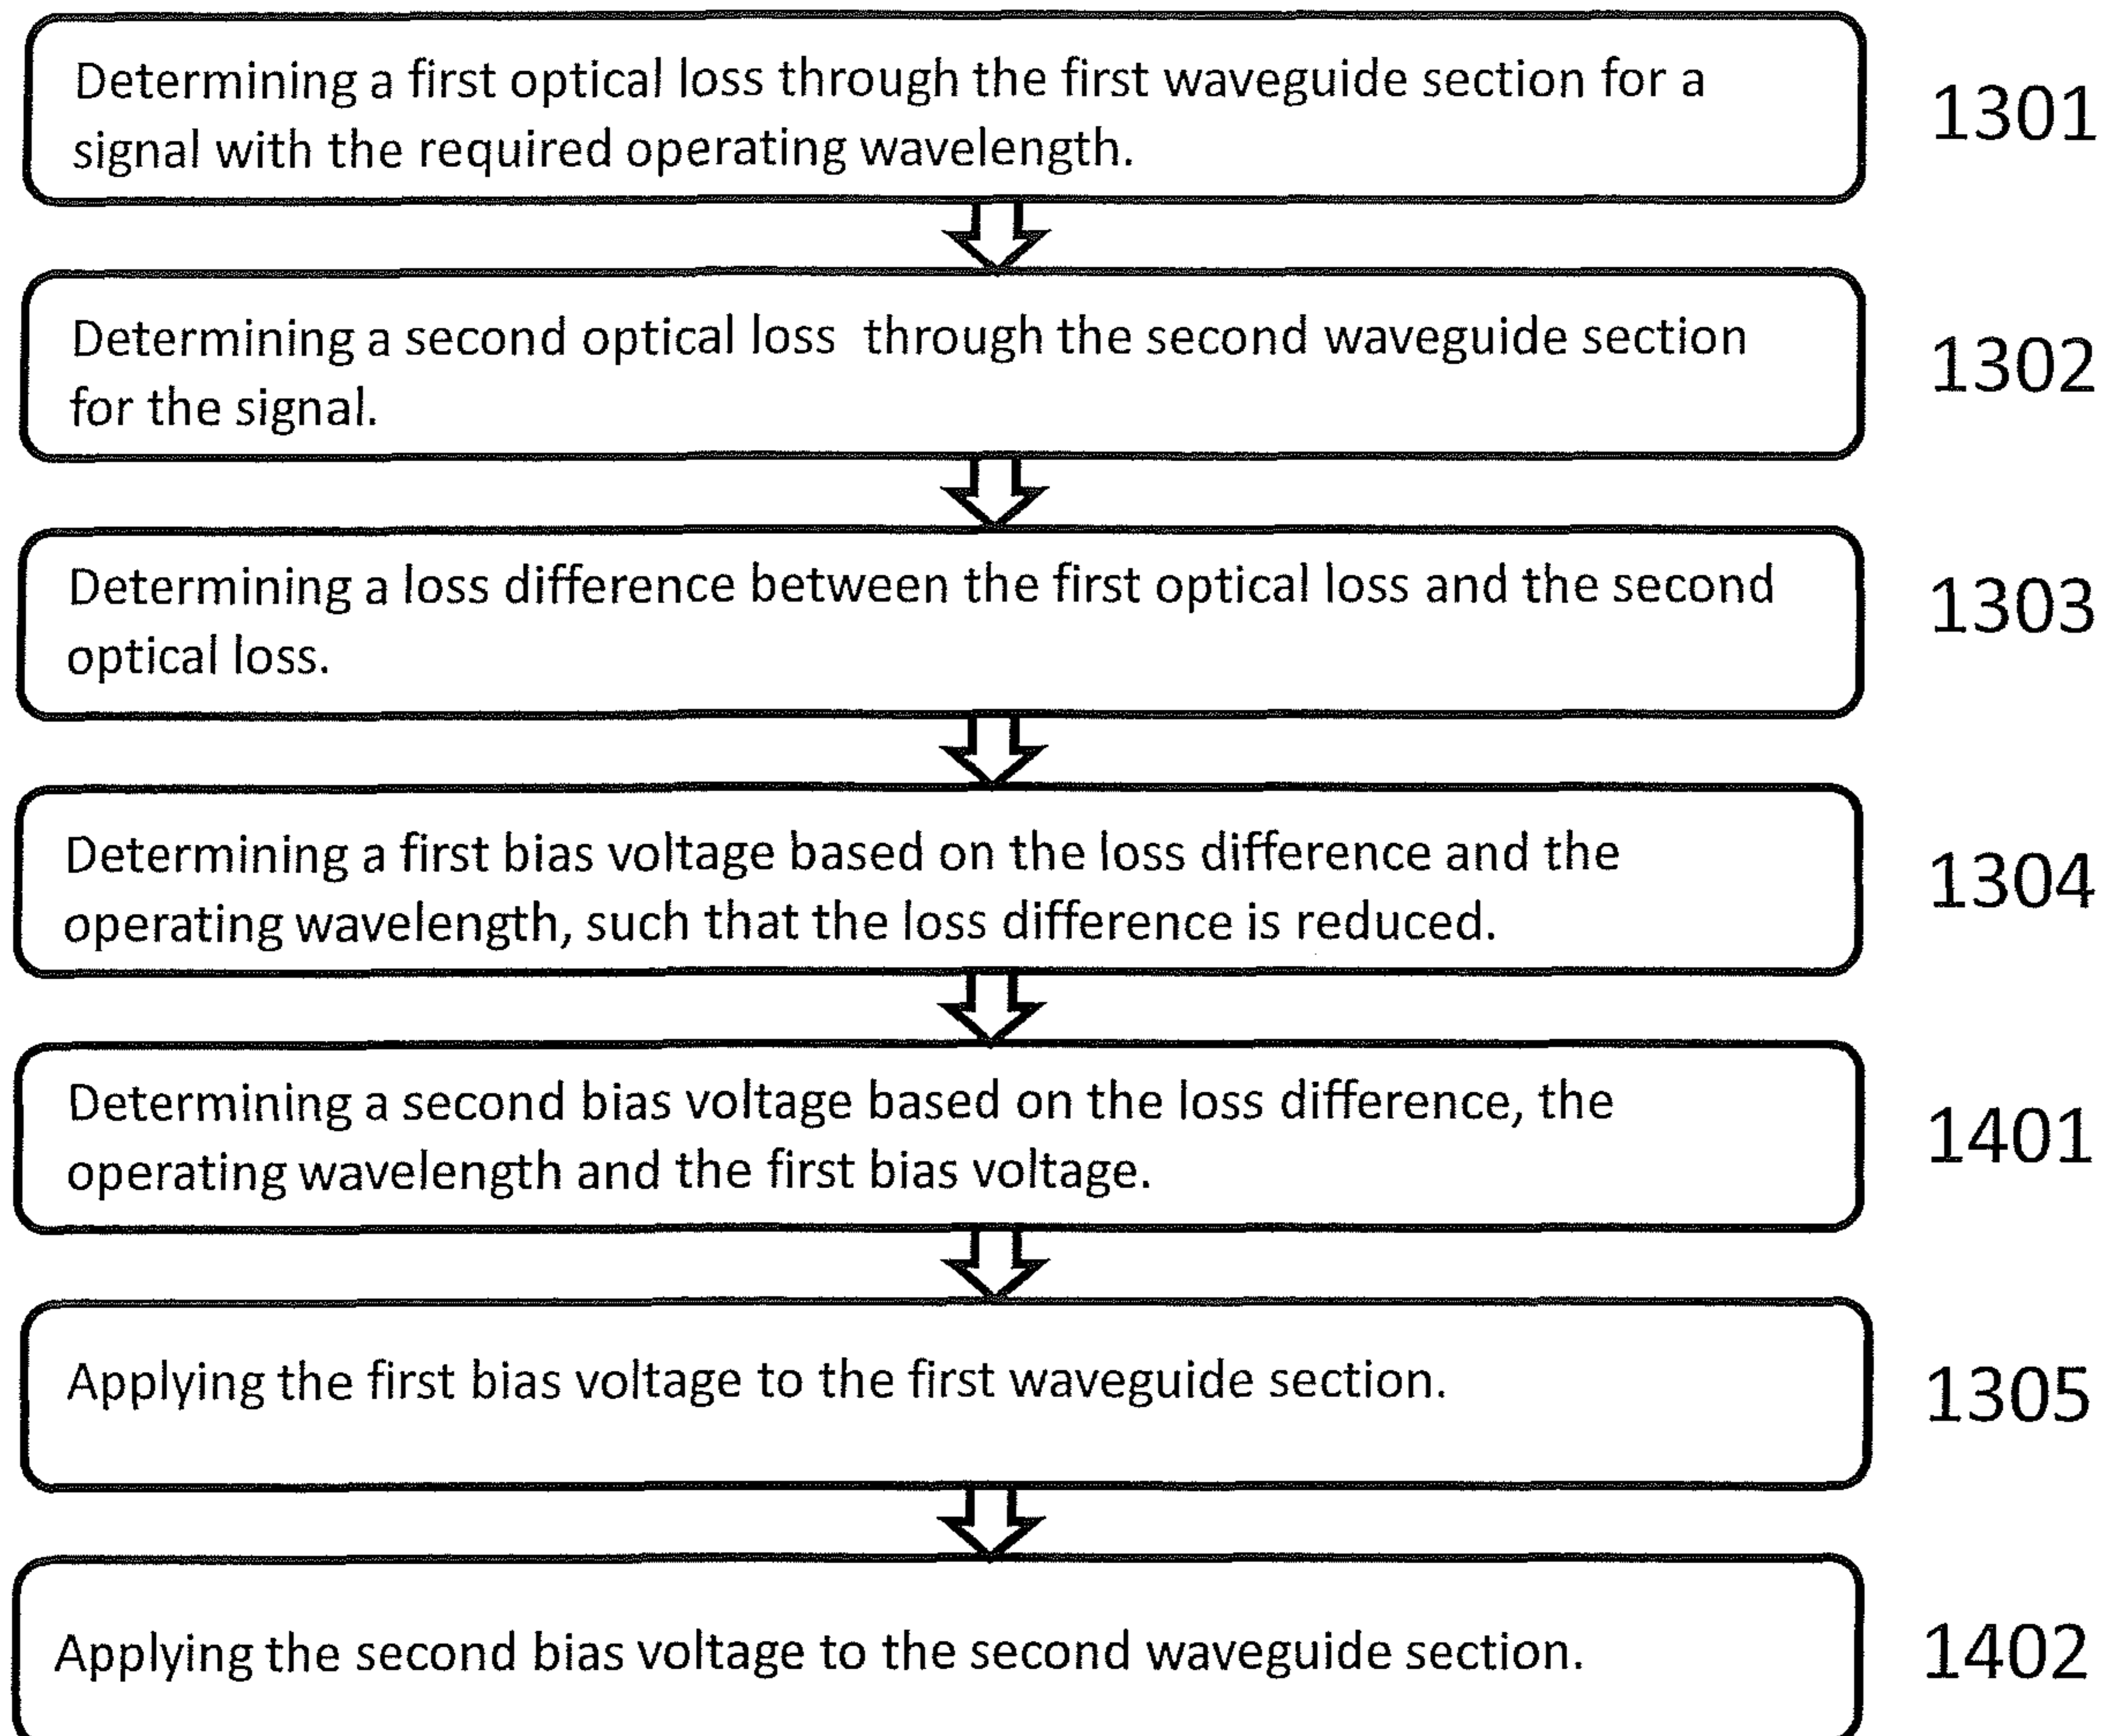 Determining a first optical loss through the first waveguide section for a
signal with the required operating wavelength.
1301
Determining a second optical loss through the second waveguide section
for the signal.
1302
Determining a loss difference between the first optical loss and the second
optical loss.
1303
Determining a first bias voltage based on the loss difference and the
operating wavelength, such that the loss difference is reduced.
1304
Determining a second bias voltage based on the loss difference, the
operating wavelength and the first bias voltage.
1401
Applying the first bias voltage to the first waveguide section.
1305
Applying the second bias voltage to the second waveguide section.
1402